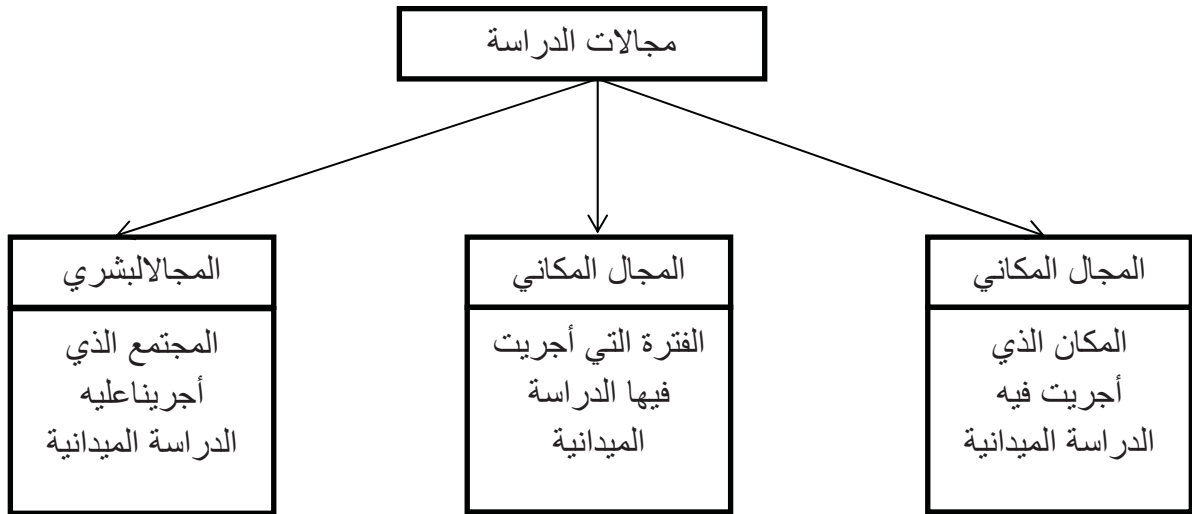 مجالات الدراسة
المجال المكاني
المكان الذي
أجريت فيه
الدراسة الميدانية
المجال المكاني
الفترة التي أجريت
فيها الدراسة
الميدانية
المجالالبشري
المجتمع الذي
أجريناعليه
الدراسة الميدانية